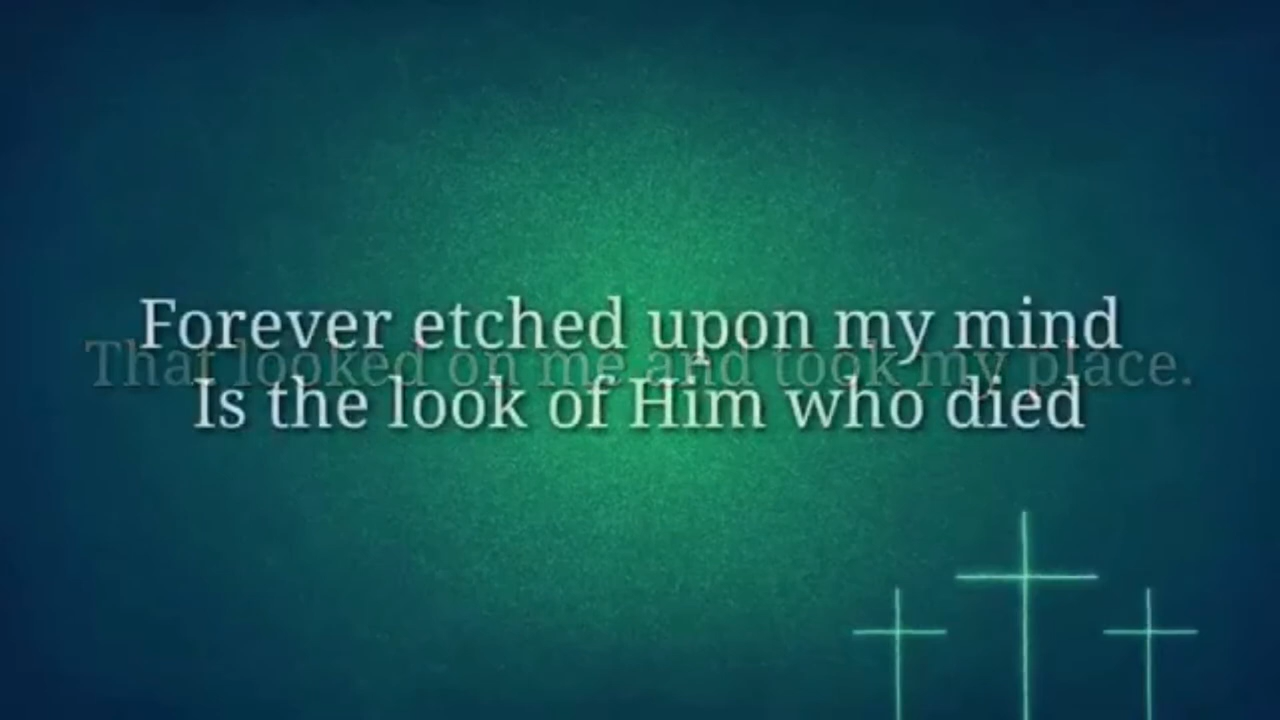 Forever etched upon my mind
That looked on me and took my place.
Is the look of Him who died